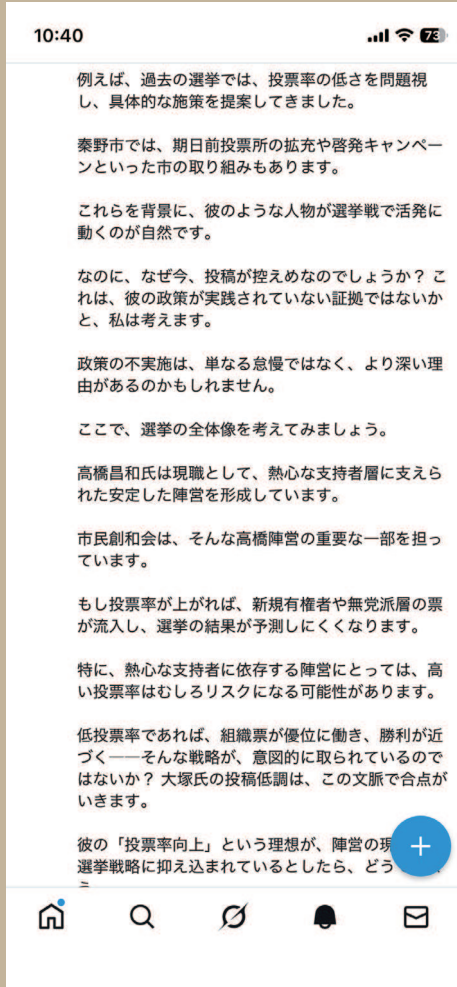 10:40
73
例えば、過去の選挙では、投票率の低さを問題視
し、具体的な施策を提案してきました。
秦野市では、期日前投票所の拡充や啓発キャンペー
ンといった市の取り組みもあります。
これらを背景に、彼のような人物が選挙戦で活発に
動くのが自然です。
なのに、なぜ今、投稿が控えめなのでしょうか? こ
れは、彼の政策が実践されていない証拠ではないか
と、私は考えます。
政策の不実施は、単なる怠慢ではなく、より深い理
由があるのかもしれません。
ここで、選挙の全体像を考えてみましょう。
高橋昌和氏は現職として、熱心な支持者層に支えら
れた安定した陣営を形成しています。
市民創和会は、そんな高橋陣営の重要な一部を担っ
ています。
もし投票率が上がれば、新規有権者や無党派層の票
が流入し、選挙の結果が予測しにくくなります。
特に、熱心な支持者に依存する陣営にとっては、高
い投票率はむしろリスクになる可能性があります。
低投票率であれば、組織票が優位に働き、勝利が近
づく――そんな戦略が、意図的に取られているので
はないか? 大塚氏の投稿低調は、この文脈で合点が
いきます。
彼の「投票率向上」という理想が、陣営の現
選挙戦略に抑え込まれているとしたら、どう